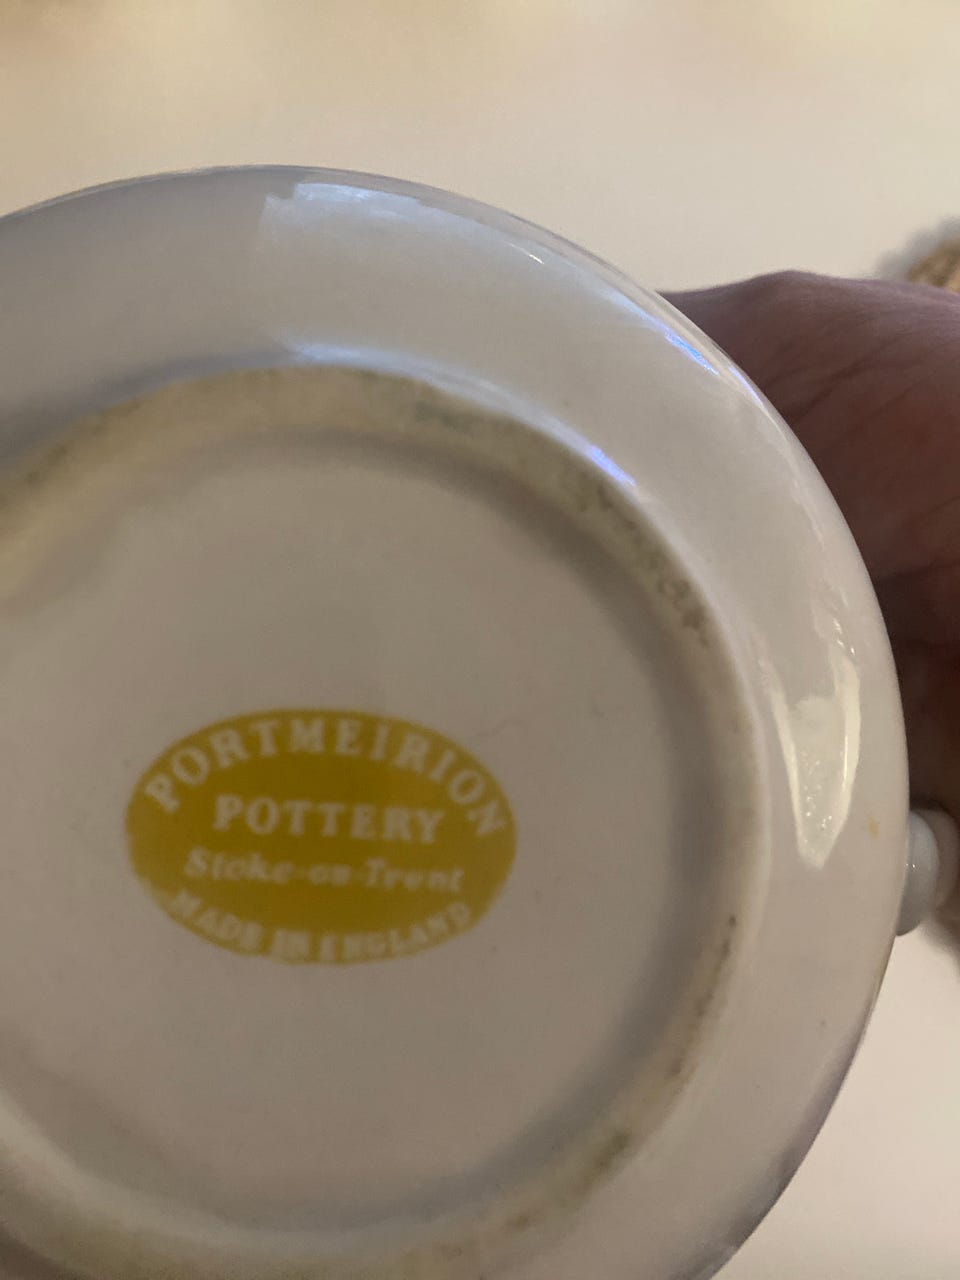 PORTMEIRION
POTTERY
Stoke-on-Trent
MADE IN ENGLAND